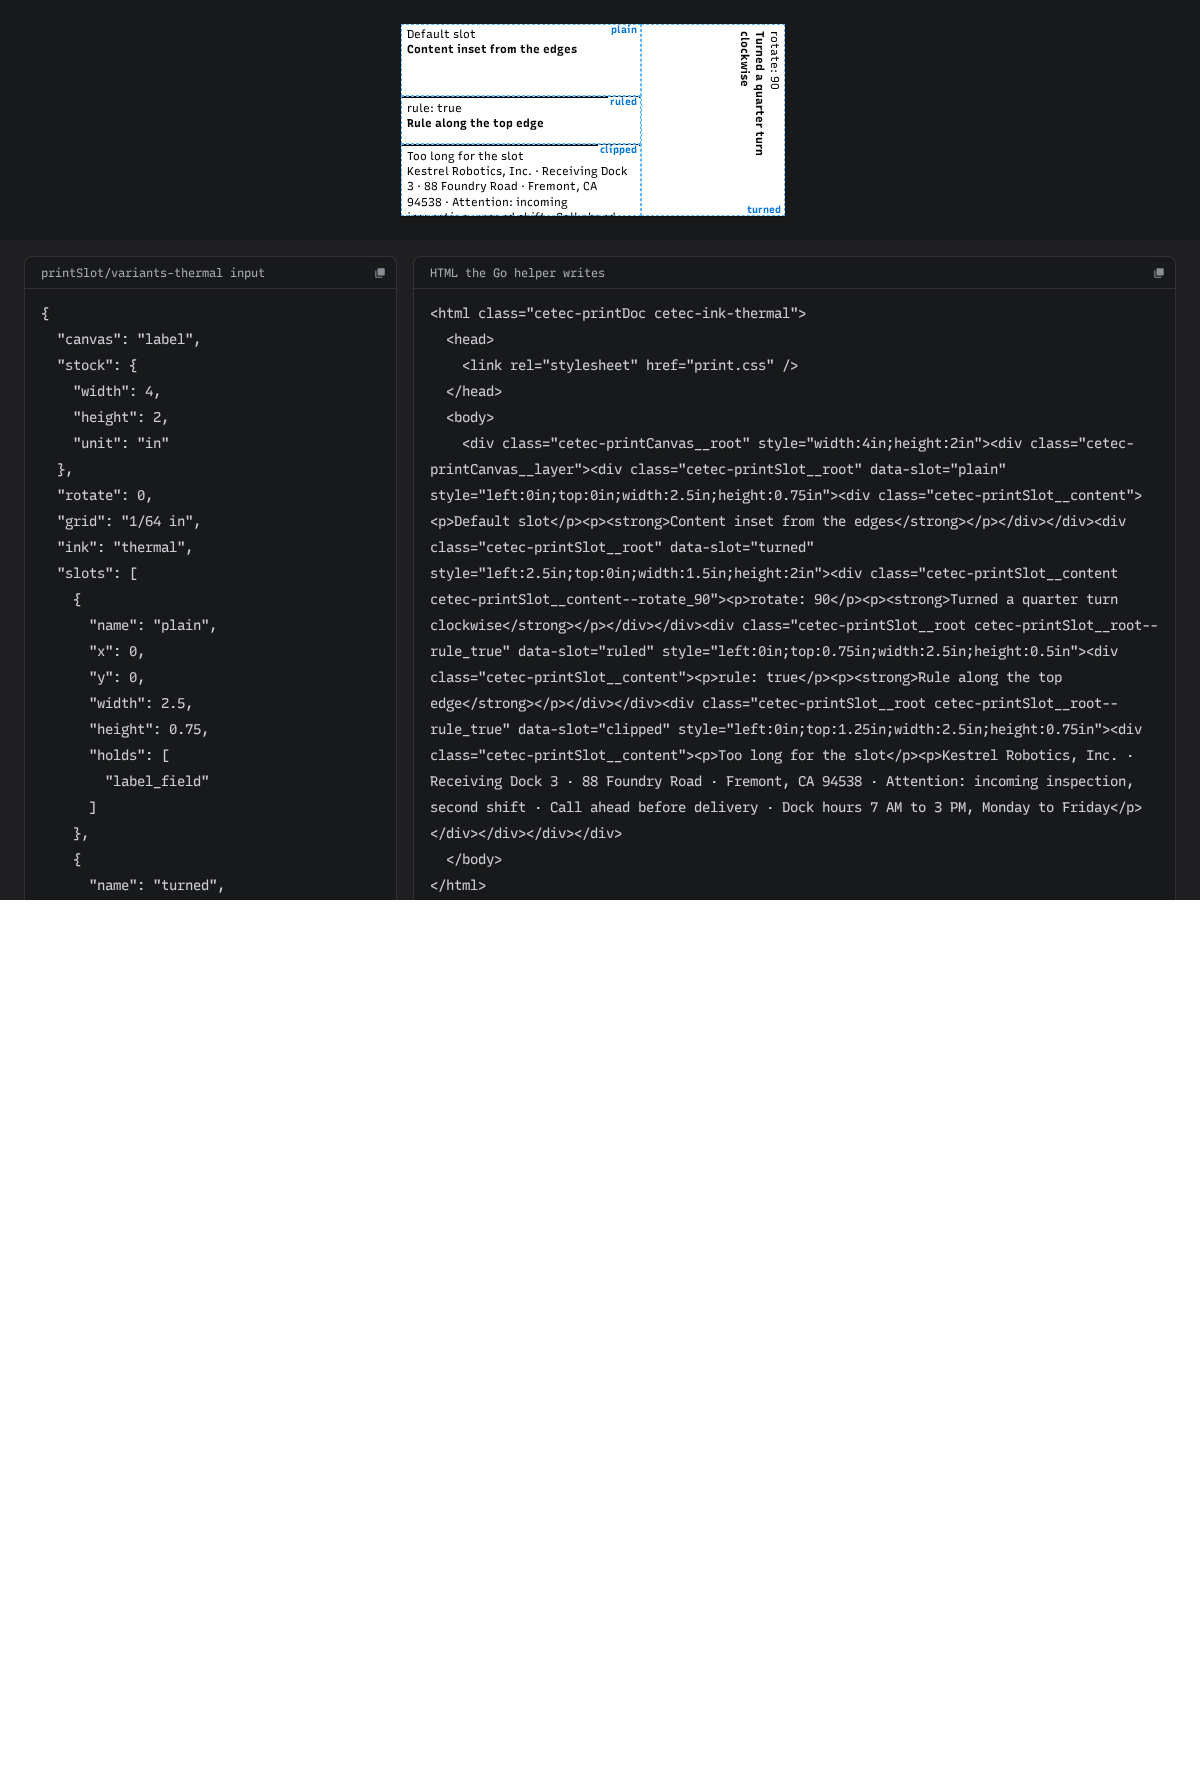 Default slot
plain
Content inset from the edges
rule: true
ruled
Rule along the top edge
Too long for the slot
clipped
Kestrel Robotics, Inc. · Receiving Dock
3 · 88 Foundry Road · Fremont, CA
94538 · Attention: incoming
rotate: 90
Turned a quarter turn
clockwise
turned
printSlot/variants-thermal input
{
"canvas": "label",
"stock": {
"width": 4,
"height": 2,
"unit": "in"
},
"rotate": 0,
"grid": "1/64 in",
"ink": "thermal",
"slots": [
{
"name": "plain",
"x": 0,
"y": 0,
"width": 2.5,
"height": 0.75,
"holds": [
"label_field"
]
},
{
"name": "turned",
HTML the Go helper writes
<html class="cetec-printDoc cetec-ink-thermal">
<head>
<link rel="stylesheet" href="print.css" />
</head>
<body>
<div class="cetec-printCanvas__root" style="width:4in;height:2in"><div class="cetec-
printCanvas__layer"><div class="cetec-printSlot__root" data-slot="plain"
style="left:0in;top:0in;width:2.5in;height:0.75in"><div class="cetec-printSlot__content">
<p>Default slot</p><p><strong>Content inset from the edges</strong></p></div></div><div
class="cetec-printSlot__root" data-slot="turned"
style="left:2.5in;top:0in;width:1.5in;height:2in"><div class="cetec-printSlot__content
cetec-printSlot__content--rotate_90"><p>rotate: 90</p><p><strong>Turned a quarter turn
clockwise</strong></p></div></div><div class="cetec-printSlot__root cetec-printSlot__root--
rule_true" data-slot="ruled" style="left:0in;top:0.75in;width:2.5in;height:0.5in"><div
class="cetec-printSlot__content"><p>rule: true</p><p><strong>Rule along the top
edge</strong></p></div></div><div class="cetec-printSlot__root cetec-printSlot__root--
rule_true" data-slot="clipped" style="left:0in;top:1.25in;width:2.5in;height:0.75in"><div
class="cetec-printSlot__content"><p>Too long for the slot</p><p>Kestrel Robotics, Inc. ·
Receiving Dock 3 · 88 Foundry Road · Fremont, CA 94538 · Attention: incoming inspection,
second shift · Call ahead before delivery · Dock hours 7 AM to 3 PM, Monday to Friday</p>
</div></div></div></div>
</body>
</html>